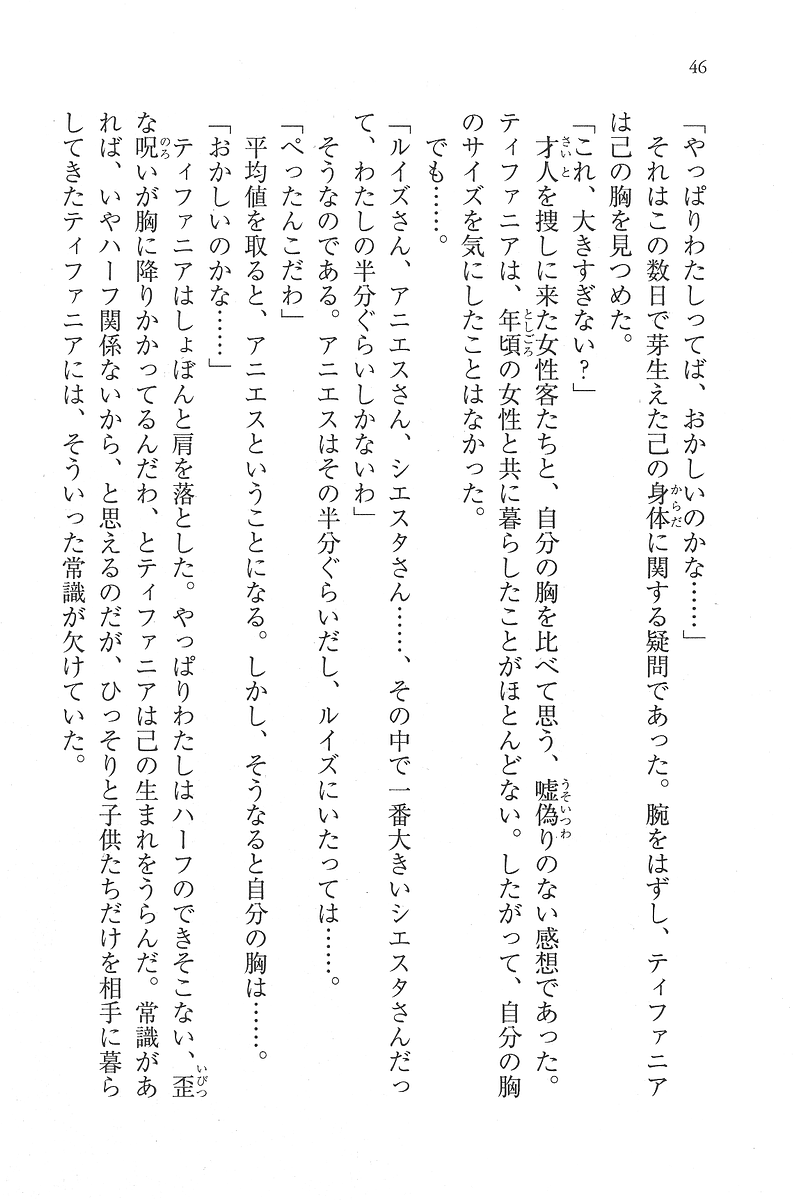 46
「やっぱりわたしってば、おかしいのかな……」
それはこの数日で芽生えた己の身体に関する疑問であった。腕をはずし、ティファニア
は己の胸を見つめた。
「これ、大きすぎない？」
才人を捜しに来た女性客たちと、自分の胸を比べて思う、嘘偽りのない感想であった。
ティファニアは、年頃の女性と共に暮らしたことがほとんどない。したがって、自分の胸
のサイズを気にしたことはなかった。
でも……。
「ルイズさん、アニエスさん、シエスタさん……、その中で一番大きいシエスタさんだっ
て、わたしの半分ぐらいしかないわ」
そうなのである。アニエスはその半分ぐらいだし、ルイズにいたっては……。
「ぺったんこだわ」
平均値を取ると、アニエスということになる。しかし、そうなると自分の胸は……。
「おかしいのかな……」
ティファニアはしょぼんと肩を落とした。やっぱりわたしはハーフのできそこない、歪
な呪いが胸に降りかかってるんだわ、とティファニアは己の生まれをうらんだ。常識があ
れば、いやハーフ関係ないから、と思えるのだが、ひっそりと子供たちだけを相手に暮ら
してきたティファニアには、そういった常識が欠けていた。